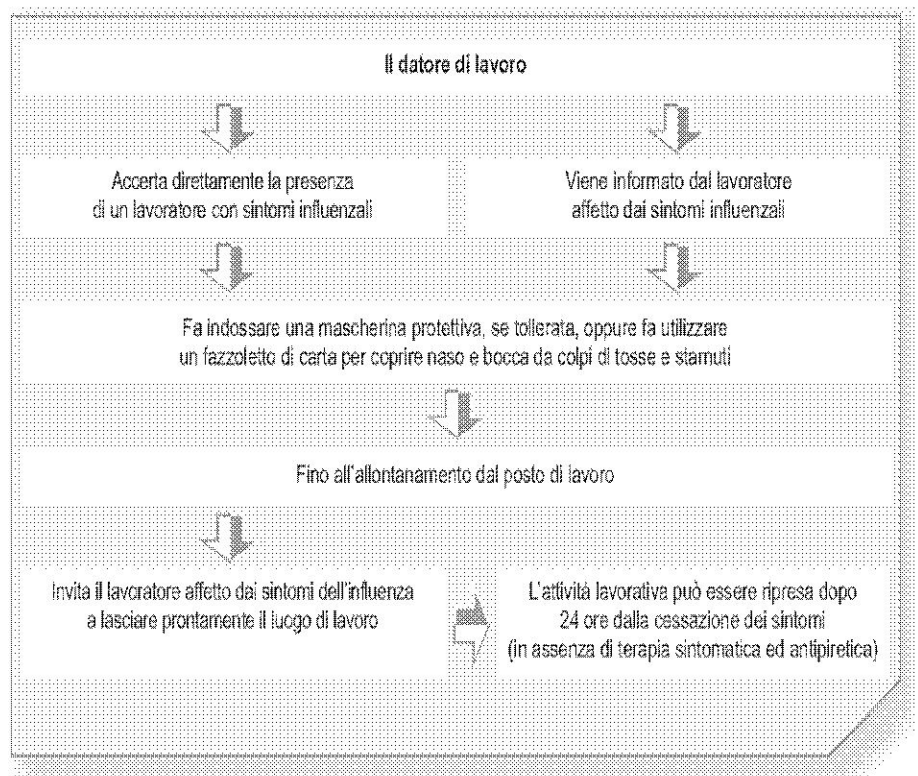 Il datore di lavoro
Accerta direttamente la presenza
di un lavoratore con sintomi influenzali
Viene informato dal lavoratore
affetto dai sintomi influenzali
Fa indossare una mascherina protettiva, se tollerata, oppure fa utilizzare
un fazzoletto di carta per coprire naso e bocca da colpi di tosse e starnuti
Fino all'allontanamento dal posto di lavoro
Invita il lavoratore affetto dai sintomi dell'influenza
a lasciare prontamente il luogo di lavoro
L'attività lavorativa può essere ripresa dopo
24 ore dalla cessazione dei sintomi
(in assenza di terapia sintomatica ed antipiretica)